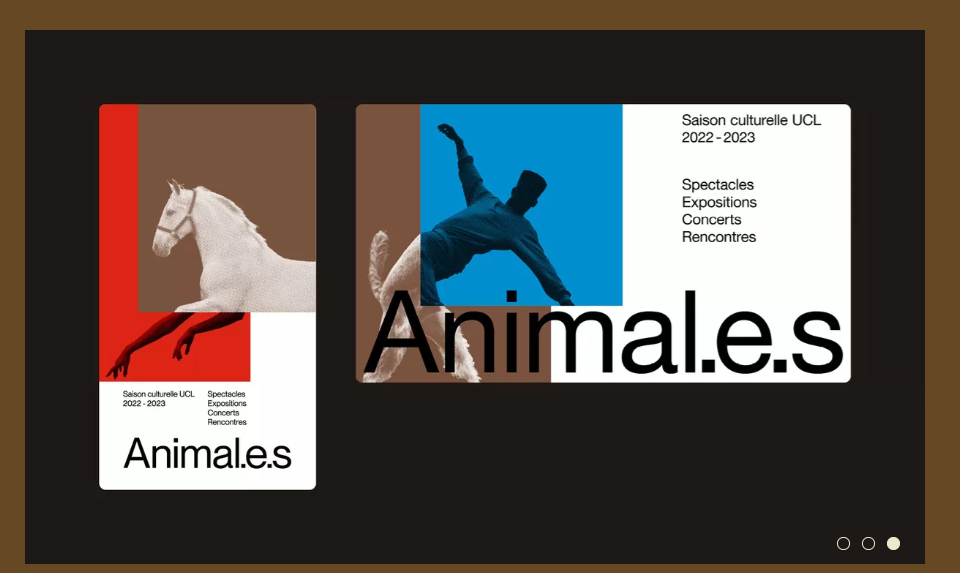 Saison culturelle UCL
2022 - 2023
Spectacles
Expositions
Concerts
Rencontres
Animal.e.s
Saison culturelle UCL
2022 - 2023
Spectacles
Expositions
Concerts
Rencontres
Animal.e.s